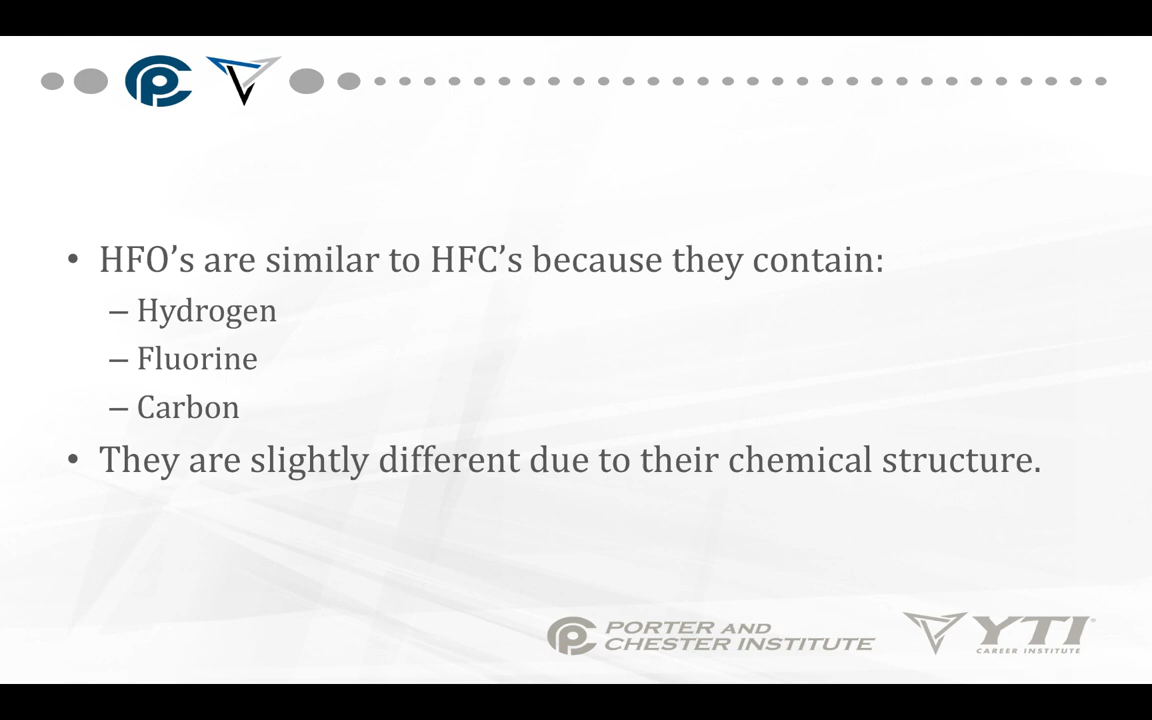 • HFO’s are similar to HFC’s because they contain:
– Hydrogen
– Fluorine
– Carbon
• They are slightly different due to their chemical structure.
PORTER AND
CHESTER INSTITUTE
YTI
CAREER INSTITUTE